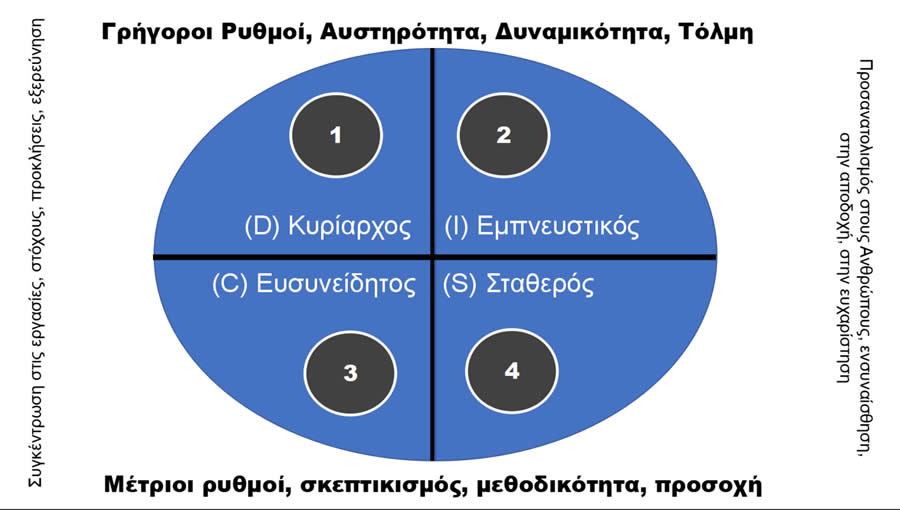 Γρήγοροι Ρυθμοί, Αυστηρότητα, Δυναμικότητα, Τόλμη
Συγκέντρωση στις εργασίες, στόχους, προκλήσεις, εξερεύνηση
1
2
(D) Κυρίαρχος
(I) Εμπνευστικός
(C) Ευσυνείδητος
(S) Σταθερός
3
4
Προσανατολισμός στους Ανθρώπους, ενσυναίσθηση,
στην αποδοχή, στην ευχαρίστηση
Μέτριοι ρυθμοί, σκεπτικισμός, μεθοδικότητα, προσοχή